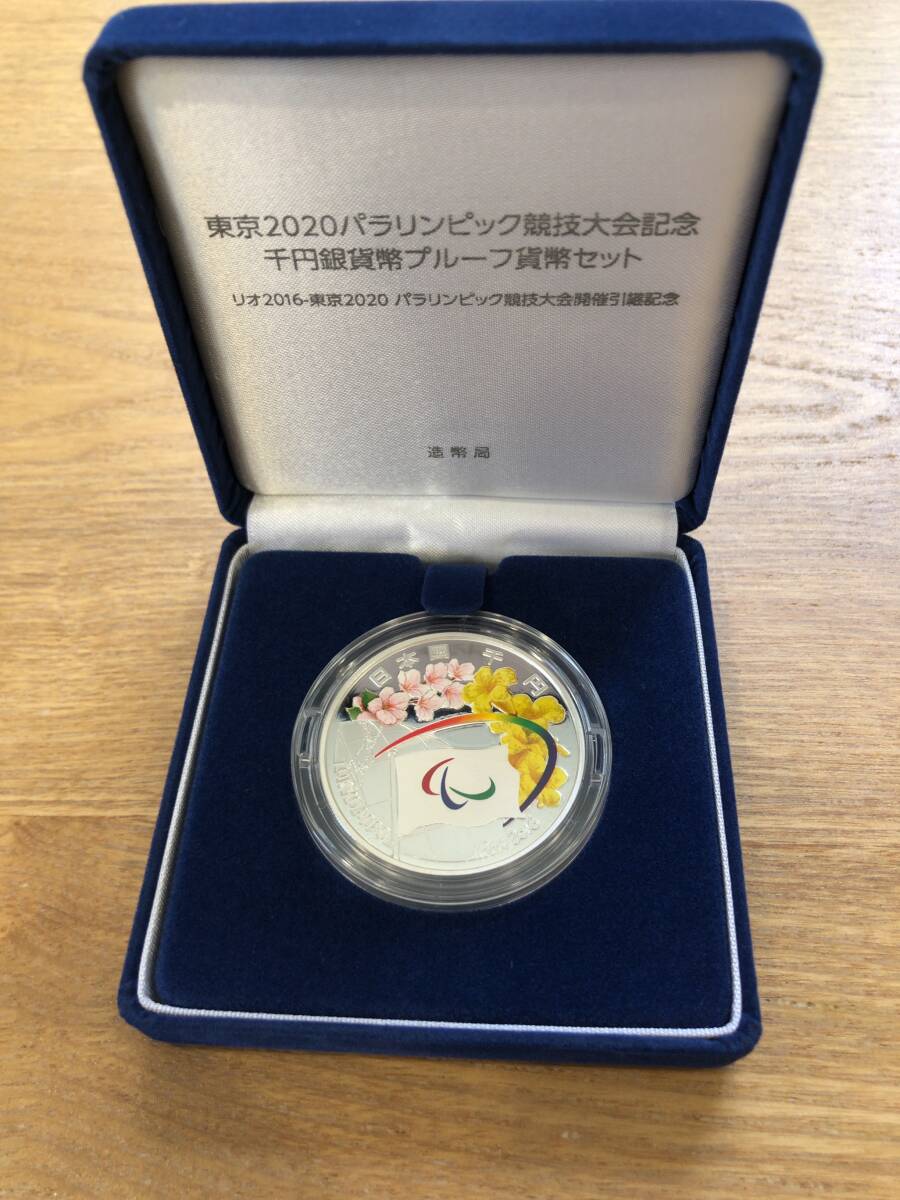 東京2020パラリンピック競技大会記念
千円銀貨幣プルーフ貨幣セット
リオ2016-東京2020 パラリンピック競技大会開催引継記念
造幣局
日本国 千円